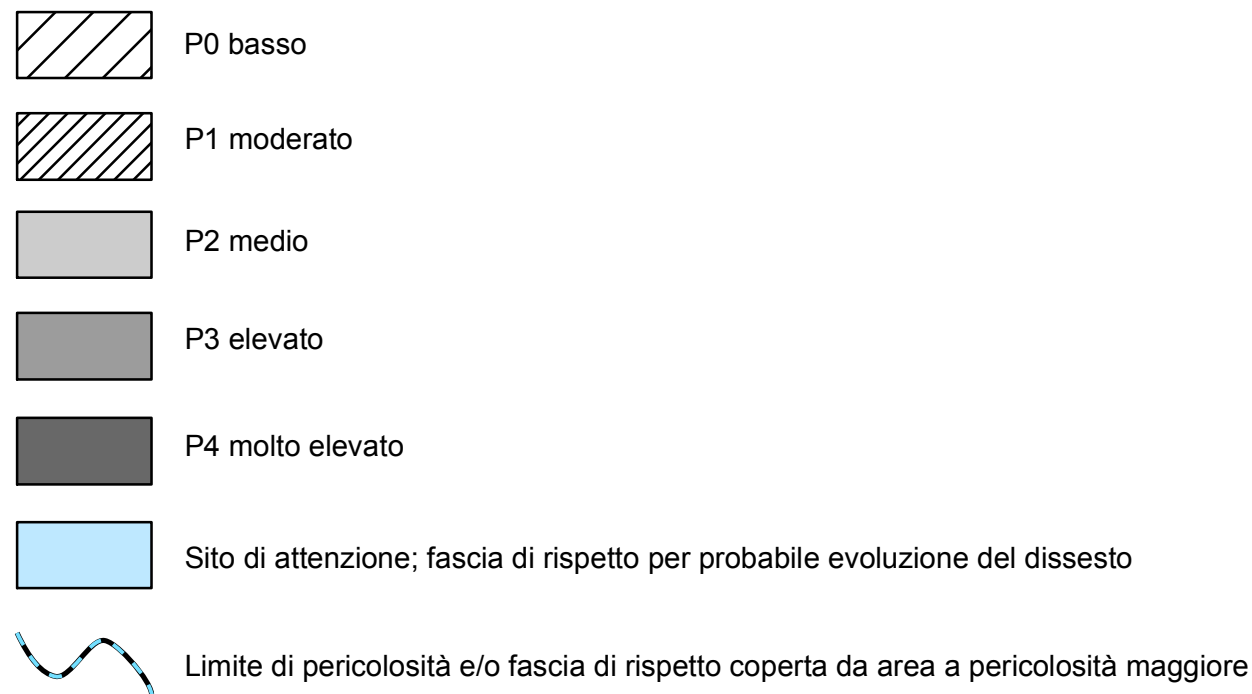 P0 basso
P1 moderato
P2 medio
P3 elevato
P4 molto elevato
Sito di attenzione; fascia di rispetto per probabile evoluzione del dissesto
Limite di pericolosità e/o fascia di rispetto coperta da area a pericolosità maggiore